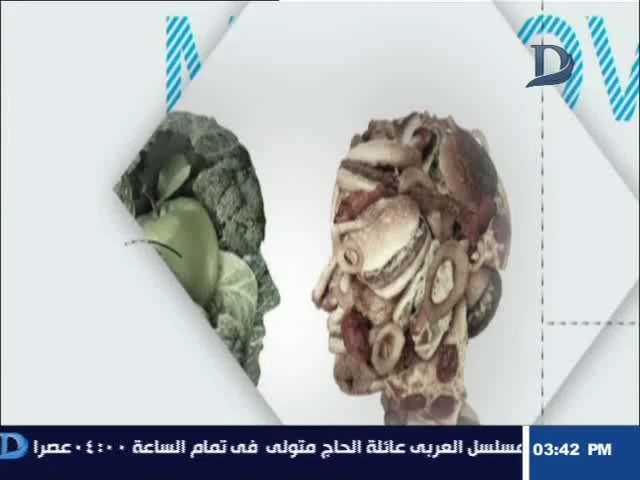 D
مسلسل العربى عائلة الحاج متولى فى تمام الساعة ٠٤:٠٠ عصرا
03:42 PM